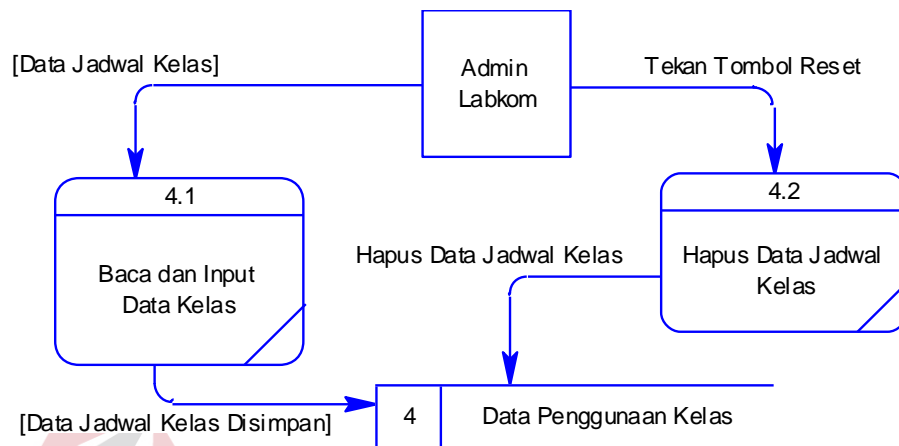 [Data Jadwal Kelas]
Admin
Labkom
Tekan Tombol Reset
4.1
Baca dan Input
Data Kelas
4.2
Hapus Data Jadwal
Kelas
Hapus Data Jadwal Kelas
[Data Jadwal Kelas Disimpan]
4
Data Penggunaan Kelas